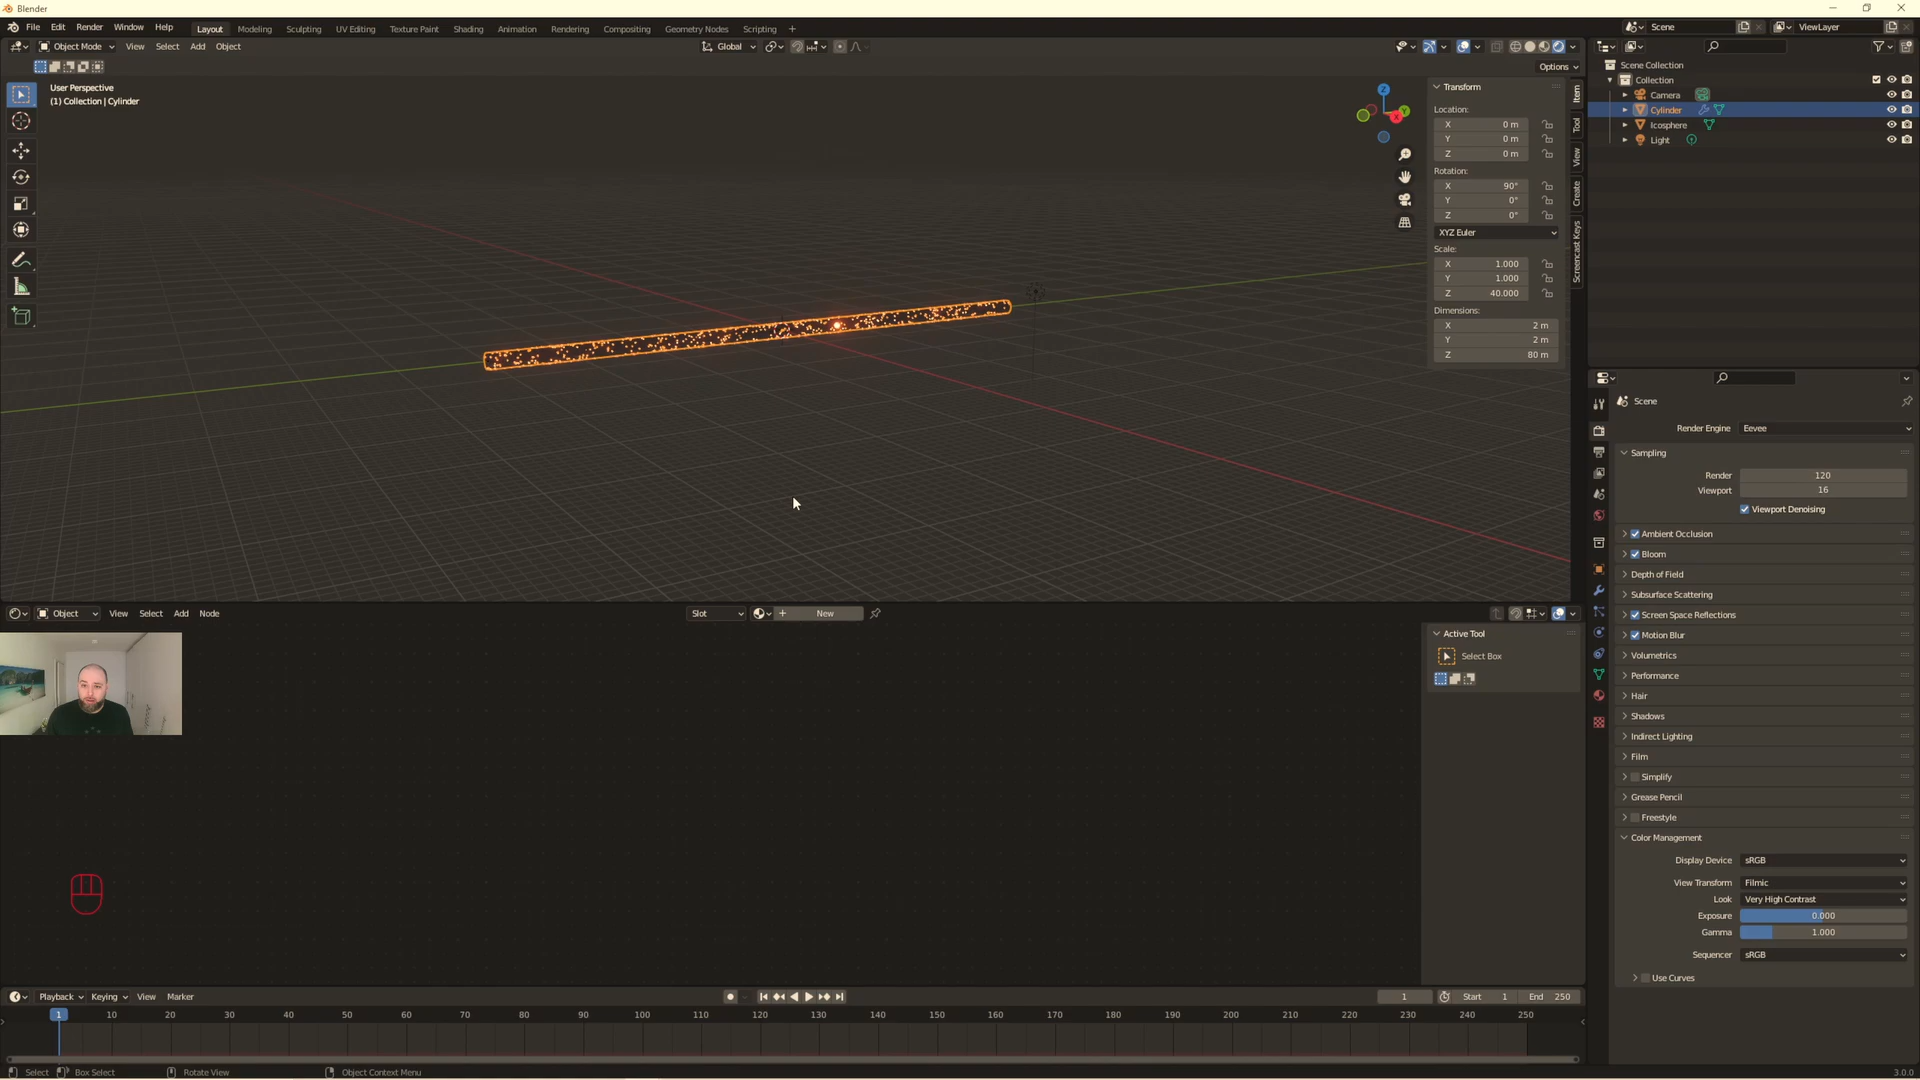 Blender
File Edit Render Window Help
Layout Modeling Sculpting UV Editing Texture Paint Shading Animation Rendering Compositing Geometry Nodes Scripting +
Scene
ViewLayer
Object Mode View Select Add Object
Global
Options
User Perspective
(1) Collection | Cylinder
Z
Y
X
Transform
Location:
X 0 m
Y 0 m
Z 0 m
Rotation:
X 90°
Y 0°
Z 0°
XYZ Euler
Scale:
X 1.000
Y 1.000
Z 40.000
Dimensions:
X 2 m
Y 2 m
Z 80 m
Item
Tool
View
Create
Screencast Keys
Scene Collection
Collection
Camera
Cylinder
Icosphere
Light
Scene
Render Engine Eevee
Sampling
Render 120
Viewport 16
Viewport Denoising
Ambient Occlusion
Bloom
Depth of Field
Subsurface Scattering
Screen Space Reflections
Motion Blur
Volumetrics
Performance
Hair
Shadows
Indirect Lighting
Film
Simplify
Grease Pencil
Freestyle
Color Management
Display Device sRGB
View Transform Filmic
Look Very High Contrast
Exposure 0.000
Gamma 1.000
Sequencer sRGB
Use Curves
Object View Select Add Node
Slot
+ New
Active Tool
Select Box
Playback Keying View Marker
1 Start 1 End 250
1 10 20 30 40 50 60 70 80 90 100 110 120 130 140 150 160 170 180 190 200 210 220 230 240 250
Select Box Select Rotate View Object Context Menu
3.0.0